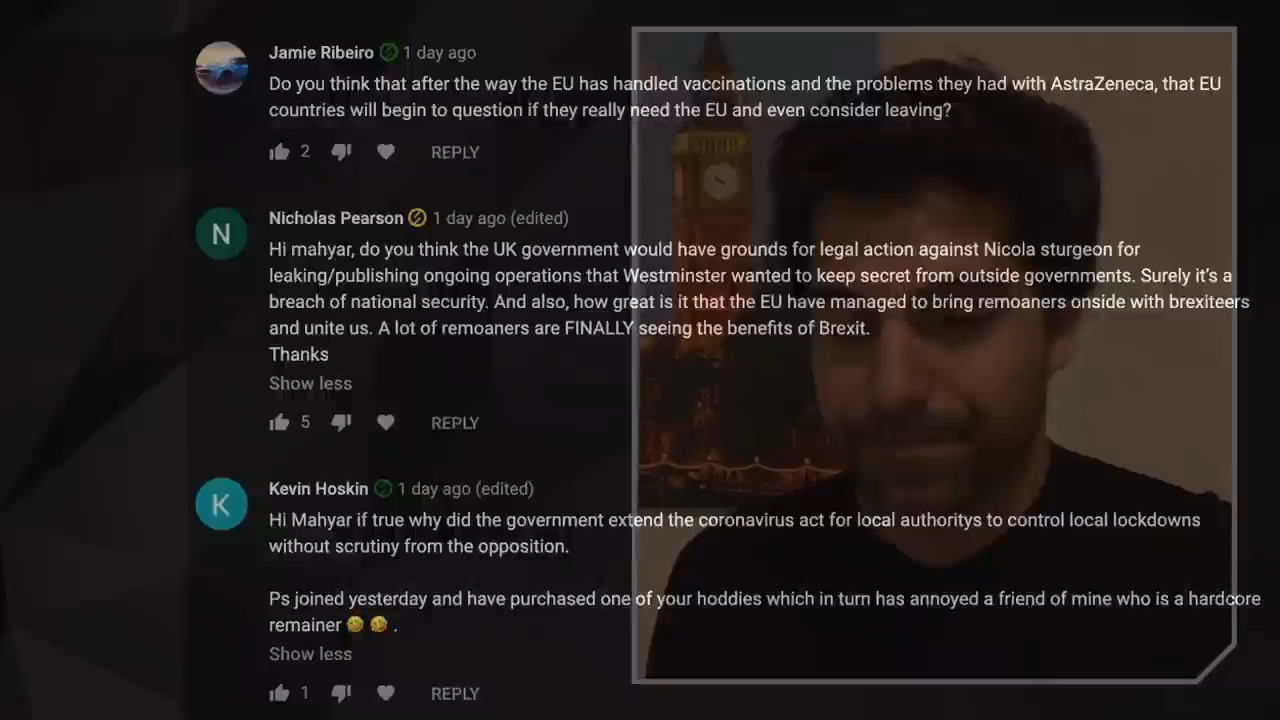 Jamie Ribeiro 1 day ago
Do you think that after the way the EU has handled vaccinations and the problems they had with AstraZeneca, that EU
countries will begin to question if they really need the EU and even consider leaving?
2 REPLY
N
Nicholas Pearson 1 day ago (edited)
Hi mahyar, do you think the UK government would have grounds for legal action against Nicola sturgeon for
leaking/publishing ongoing operations that Westminster wanted to keep secret from outside governments. Surely it's a
breach of national security. And also, how great is it that the EU have managed to bring remoaners onside with brexiteers
and unite us. A lot of remoaners are FINALLY seeing the benefits of Brexit.
Thanks
Show less
5 REPLY
K
Kevin Hoskin 1 day ago (edited)
Hi Mahyar if true why did the government extend the coronavirus act for local authoritys to control local lockdowns
without scrutiny from the opposition.
Ps joined yesterday and have purchased one of your hoddies which in turn has annoyed a friend of mine who is a hardcore
remainer 🤣 🤣 .
Show less
1 REPLY